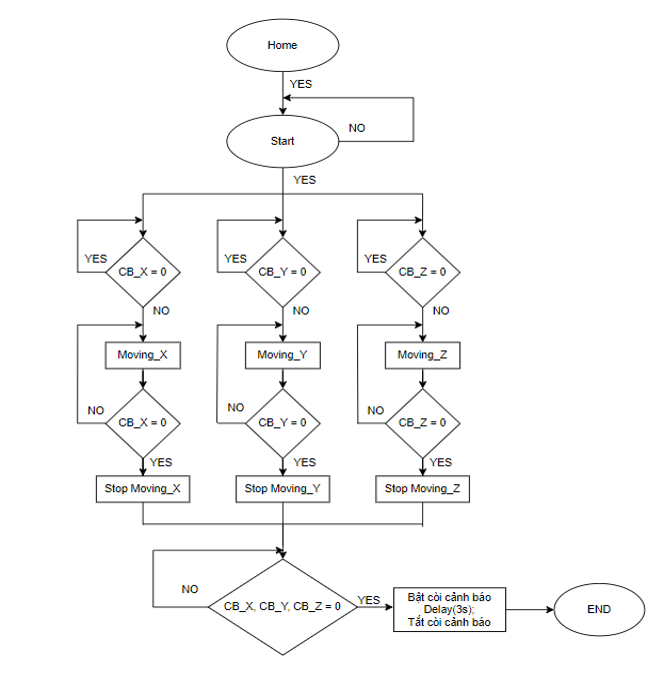 Home
YES
NO
Start
YES
YES
CB_X = 0
YES
CB_Y = 0
YES
CB_Z = 0
NO
NO
NO
Moving_X
Moving_Y
Moving_Z
NO
CB_X = 0
NO
CB_Y = 0
NO
CB_Z = 0
YES
YES
YES
Stop Moving_X
Stop Moving_Y
Stop Moving_Z
NO
CB_X, CB_Y, CB_Z = 0
YES
Bật còi cảnh báo
Delay(3s);
Tắt còi cảnh báo
END